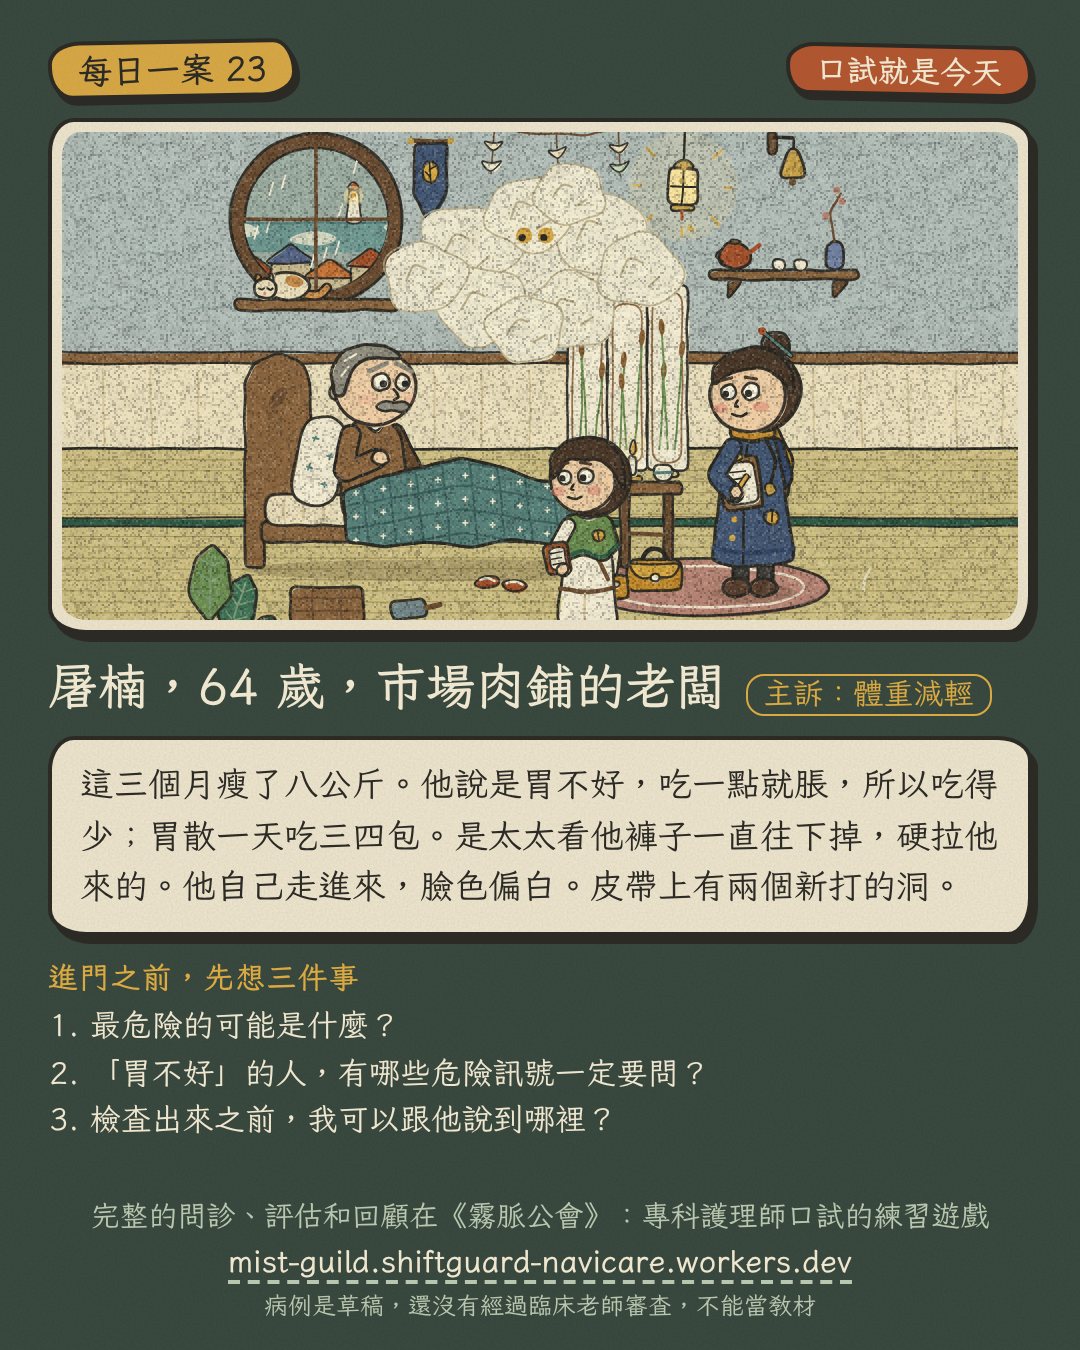 每日一案 23
口試就是今天
屠楠，64 歲，市場肉鋪的老闆
主訴：體重減輕
這三個月瘦了八公斤。他說是胃不好，吃一點就脹，所以吃得
少；胃散一天吃三四包。是太太看他褲子一直往下掉，硬拉他
來的。他自己走進來，臉色偏白。皮帶上有兩個新打的洞。
進門之前，先想三件事
1. 最危險的可能是什麼？
2. 「胃不好」的人，有哪些危險訊號一定要問？
3. 檢查出來之前，我可以跟他說到哪裡？
完整的問診、評估和回顧在《霧脈公會》：專科護理師口試的練習遊戲
mist-guild.shiftguard-navicare.workers.dev
病例是草稿，還沒有經過臨床老師審查，不能當教材